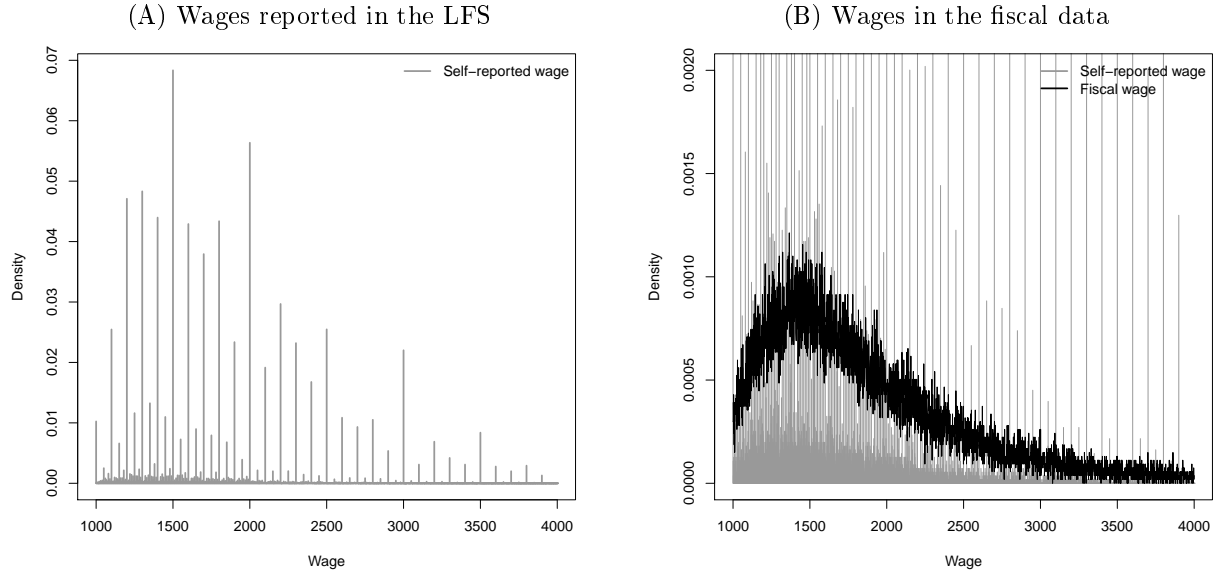 (A) Wages reported in the LFS
Self−reported wage
0.07
0.06
0.05
0.04
0.03
0.02
0.01
0.00
Density
1000 1500 2000 2500 3000 3500 4000
Wage
(B) Wages in the fiscal data
Self−reported wage
Fiscal wage
0.0020
0.0015
0.0010
0.0005
0.0000
Density
1000 1500 2000 2500 3000 3500 4000
Wage